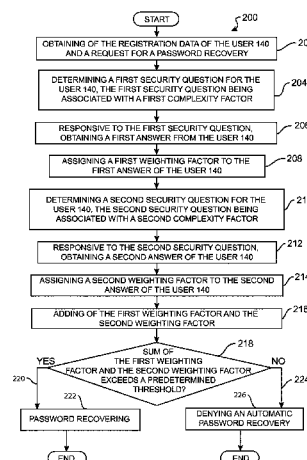 START
200
OBTAINING OF THE REGISTRATION DATA OF THE USER 140
AND A REQUEST FOR A PASSWORD RECOVERY
DETERMINING A FIRST SECURITY QUESTION FOR THE
USER 140, THE FIRST SECURITY QUESTION BEING
ASSOCIATED WITH A FIRST COMPLEXITY FACTOR
204
RESPONSIVE TO THE FIRST SECURITY QUESTION,
OBTAINING A FIRST ANSWER FROM THE USER 140
ASSIGNING A FIRST WEIGHTING FACTOR TO THE
FIRST ANSWER OF THE USER 140
208
DETERMINING A SECOND SECURITY QUESTION FOR THE
USER 140, THE SECOND SECURITY QUESTION BEING
ASSOCIATED WITH A SECOND COMPLEXITY FACTOR
RESPONSIVE TO THE SECOND SECURITY QUESTION,
OBTAINING A SECOND ANSWER OF THE USER 140
212
ASSIGNING A SECOND WEIGHTING FACTOR TO THE SECOND
ANSWER OF THE USER 140
214
ADDING OF THE FIRST WEIGHTING FACTOR AND THE
SECOND WEIGHTING FACTOR
216
218
SUM OF
THE FIRST WEIGHTING
FACTOR AND THE SECOND WEIGHTING FACTOR
EXCEEDS A PREDETERMINED
THRESHOLD?
YES
NO
220
224
222
PASSWORD RECOVERING
226
DENYING AN AUTOMATIC
PASSWORD RECOVERY
END
END